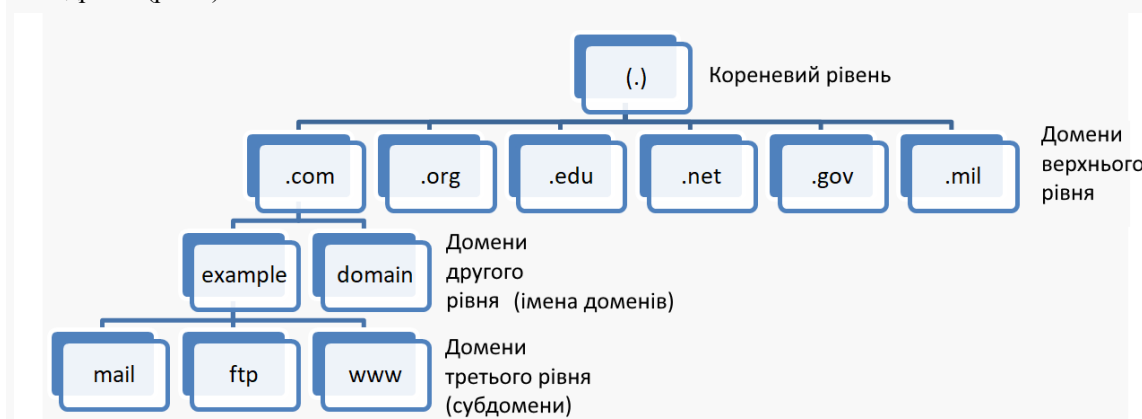 (.)
Кореневий рівень
.com
.org
.edu
.net
.gov
.mil
Домени
верхнього
рівня
example
domain
Домени
другого
рівня (імена доменів)
mail
ftp
www
Домени
третього рівня
(субдомени)